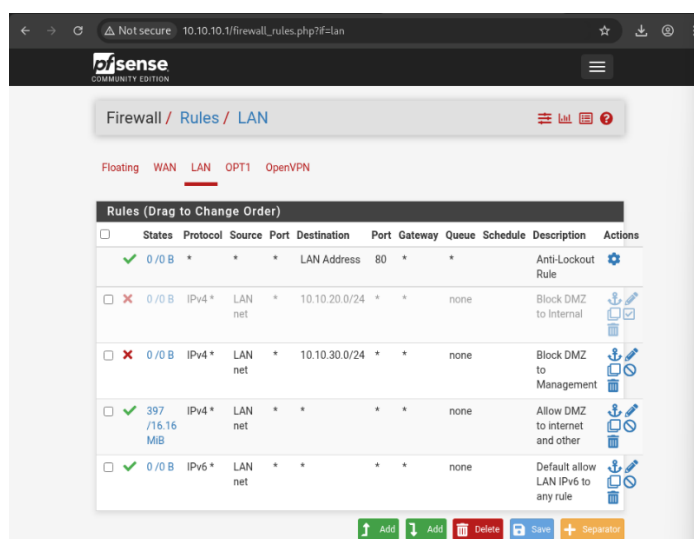 Not secure 10.10.10.1/firewall_rules.php?if=lan
pfsense
COMMUNITY EDITION
Firewall / Rules / LAN
Floating WAN LAN OPT1 OpenVPN
Rules (Drag to Change Order)
States Protocol Source Port Destination Port Gateway Queue Schedule Description Actions
0 /0 B * * * LAN Address 80 * * Anti-Lockout
Rule
0 /0 B IPv4 * LAN * 10.10.20.0/24 * * none Block DMZ
net to Internal
0 /0 B IPv4 * LAN * 10.10.30.0/24 * * none Block DMZ
net to
Management
397 IPv4 * LAN * * * * none Allow DMZ
/16.16 net to internet
MiB and other
0 /0 B IPv6 * LAN * * * * none Default allow
net LAN IPv6 to
any rule
Add Add Delete Save Separator